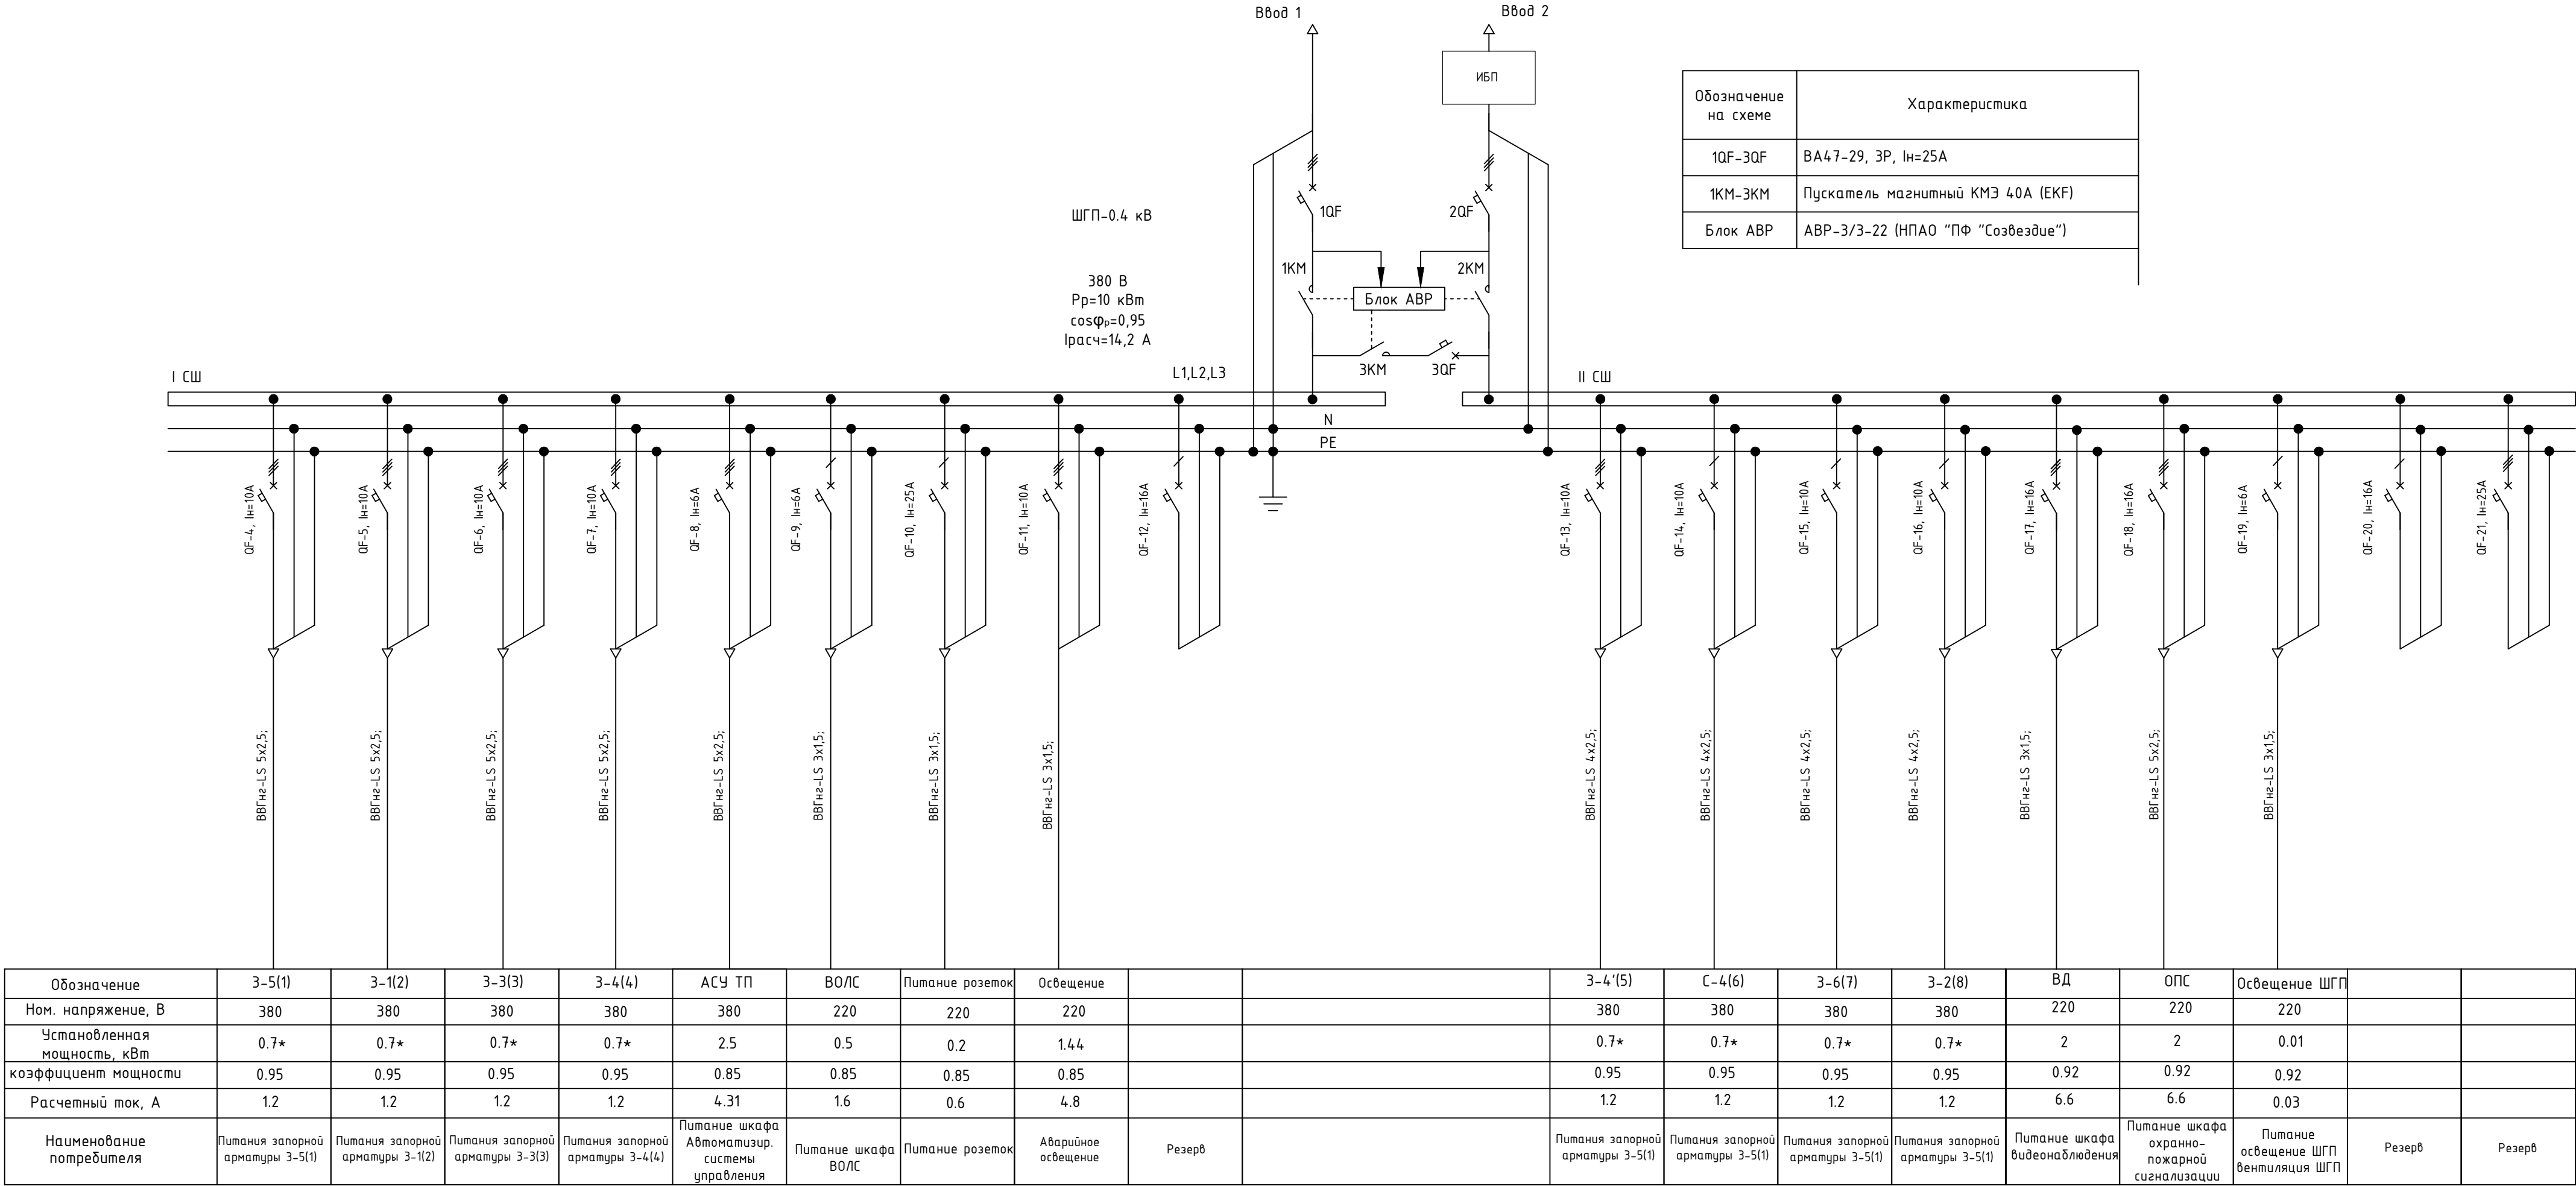 Ввод 1
Ввод 2
ИБП
Обозначение
на схеме
Характеристика
1QF-3QF
ВА47-29, 3Р, Iн=25А
1КМ-3КМ
Пускатель магнитный КМЭ 40А (EKF)
Блок АВР
АВР-3/3-22 (НПАО "ПФ "Созвездие")
ШГП-0.4 кВ
1QF
2QF
380 В
Рр=10 кВт
cosφр=0,95
Iрасч=14,2 А
1КМ
2КМ
Блок АВР
3КМ
3QF
I СШ
L1,L2,L3
II СШ
N
PE
QF-4, Iн=10А
QF-5, Iн=10А
QF-6, Iн=10А
QF-7, Iн=10А
QF-8, Iн=6А
QF-9, Iн=6А
QF-10, Iн=25А
QF-11, Iн=10А
QF-12, Iн=16А
QF-13, Iн=10А
QF-14, Iн=10А
QF-15, Iн=10А
QF-16, Iн=10А
QF-17, Iн=16А
QF-18, Iн=16А
QF-19, Iн=6А
QF-20, Iн=16А
QF-21, Iн=25А
ВВГнг-LS 5х2,5;
ВВГнг-LS 5х2,5;
ВВГнг-LS 5х2,5;
ВВГнг-LS 5х2,5;
ВВГнг-LS 5х2,5;
ВВГнг-LS 3х1,5;
ВВГнг-LS 3х1,5;
ВВГнг-LS 3х1,5;
ВВГнг-LS 4х2,5;
ВВГнг-LS 4х2,5;
ВВГнг-LS 4х2,5;
ВВГнг-LS 4х2,5;
ВВГнг-LS 3х1,5;
ВВГнг-LS 5х2,5;
ВВГнг-LS 3х1,5;
Обозначение
З-5(1)
З-1(2)
З-3(3)
З-4(4)
АСУ ТП
ВОЛС
Питание розеток
Освещение
З-4'(5)
С-4(6)
З-6(7)
З-2(8)
ВД
ОПС
Освещение ШГП
Ном. напряжение, В
380
380
380
380
380
220
220
220
380
380
380
380
220
220
220
Установленная
мощность, кВт
0.7*
0.7*
0.7*
0.7*
2.5
0.5
0.2
1.44
0.7*
0.7*
0.7*
0.7*
2
2
0.01
коэффициент мощности
0.95
0.95
0.95
0.95
0.85
0.85
0.85
0.85
0.95
0.95
0.95
0.95
0.92
0.92
0.92
Расчетный ток, А
1.2
1.2
1.2
1.2
4.31
1.6
0.6
4.8
1.2
1.2
1.2
1.2
6.6
6.6
0.03
Наименование
потребителя
Питания запорной
арматуры З-5(1)
Питания запорной
арматуры З-1(2)
Питания запорной
арматуры З-3(3)
Питания запорной
арматуры З-4(4)
Питание шкафа
Автоматизир.
системы
управления
Питание шкафа
ВОЛС
Питание розеток
Аварийное
освещение
Резерв
Питания запорной
арматуры З-5(1)
Питания запорной
арматуры З-5(1)
Питания запорной
арматуры З-5(1)
Питания запорной
арматуры З-5(1)
Питание шкафа
видеонаблюдения
Питание шкафа
охранно-
пожарной
сигнализации
Питание
освещение ШГП
вентиляция ШГП
Резерв
Резерв